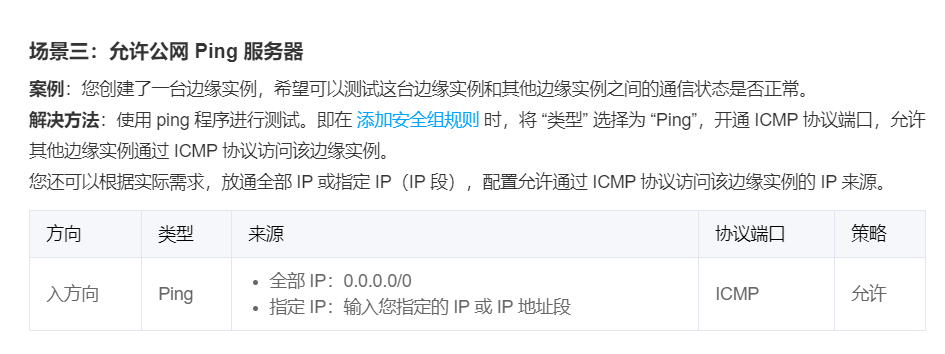 场景三：允许公网 Ping 服务器
案例：您创建了一台边缘实例，希望可以测试这台边缘实例和其他边缘实例之间的通信状态是否正常。
解决方法：使用 ping 程序进行测试。即在 添加安全组规则 时，将 “类型” 选择为 “Ping”，开通 ICMP 协议端口，允许
其他边缘实例通过 ICMP 协议访问该边缘实例。
您还可以根据实际需求，放通全部 IP 或指定 IP（IP 段），配置允许通过 ICMP 协议访问该边缘实例的 IP 来源。
方向 类型 来源 协议端口 策略
入方向 Ping • 全部 IP：0.0.0.0/0 ICMP 允许
• 指定 IP：输入您指定的 IP 或 IP 地址段